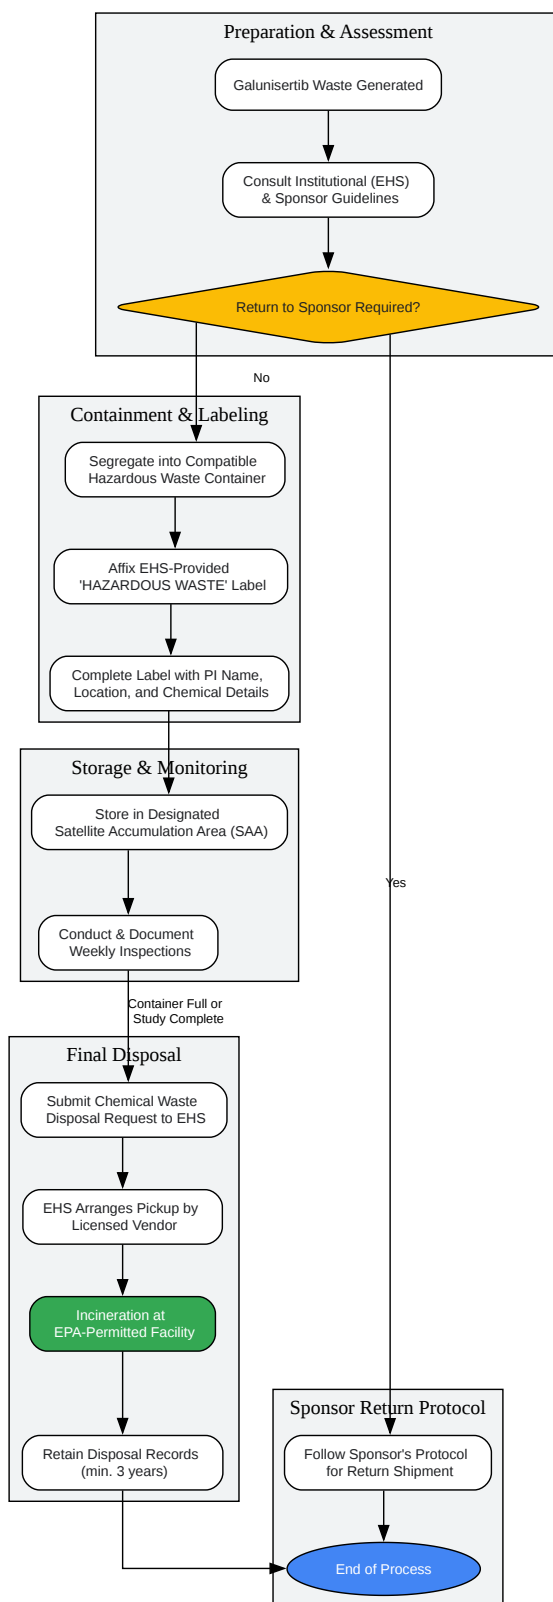 Preparation & Assessment
Galunisertib Waste Generated
Consult Institutional (EHS)
& Sponsor Guidelines
Return to Sponsor Required?
No
Containment & Labeling
Segregate into Compatible
Hazardous Waste Container
Affix EHS-Provided
'HAZARDOUS WASTE' Label
Complete Label with PI Name,
Location, and Chemical Details
Storage & Monitoring
Store in Designated
Satellite Accumulation Area (SAA)
Yes
Conduct & Document
Weekly Inspections
Container Full or
Study Complete
Final Disposal
Submit Chemical Waste
Disposal Request to EHS
EHS Arranges Pickup by
Licensed Vendor
Incineration at
EPA-Permitted Facility
Retain Disposal Records
(min. 3 years)
Sponsor Return Protocol
Follow Sponsor's Protocol
for Return Shipment
End of Process